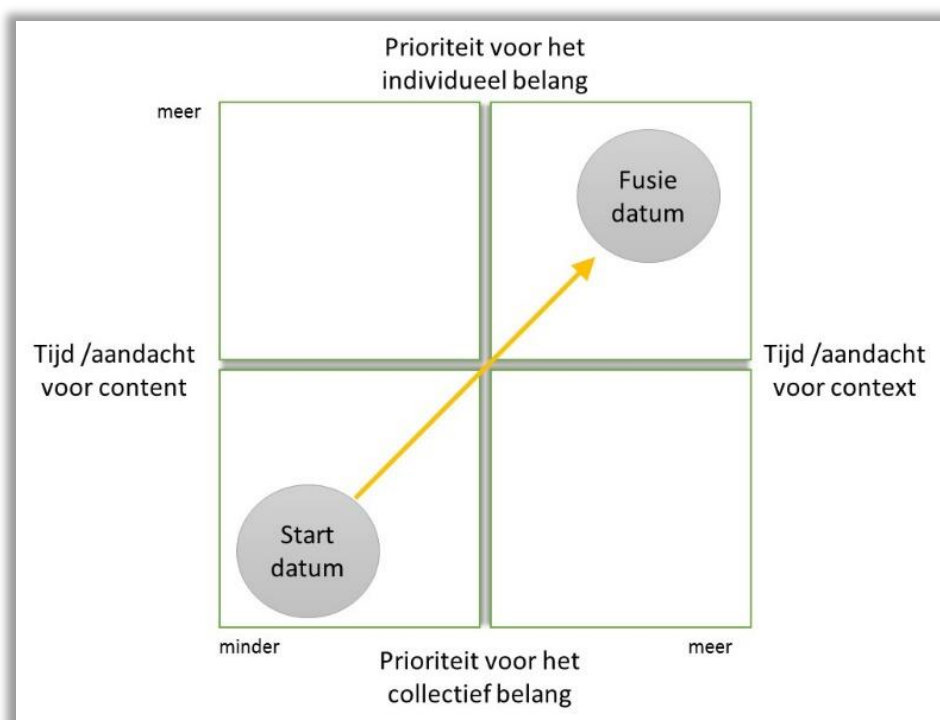 Prioriteit voor het
individueel belang
meer
Fusie
datum
Tijd /aandacht
voor content
Tijd /aandacht
voor context
Start
datum
minder
meer
Prioriteit voor het
collectief belang